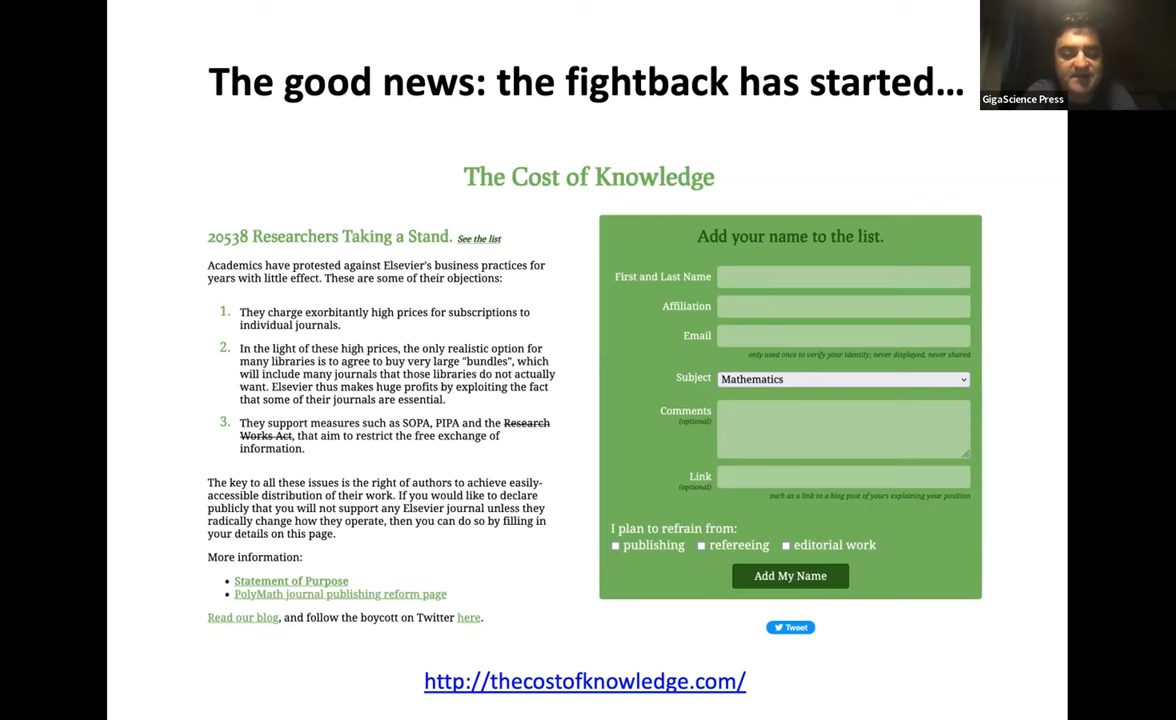 The good news: the fightback has started…
GigaScience Press
The Cost of Knowledge
20538 Researchers Taking a Stand. See the list
Academics have protested against Elsevier's business practices for
years with little effect. These are some of their objections:
1. They charge exorbitantly high prices for subscriptions to
individual journals.
2. In the light of these high prices, the only realistic option for
many libraries is to agree to buy very large "bundles", which
will include many journals that those libraries do not actually
want. Elsevier thus makes huge profits by exploiting the fact
that some of their journals are essential.
3. They support measures such as SOPA, PIPA and the Research
Works Act, that aim to restrict the free exchange of
information.
The key to all these issues is the right of authors to achieve easily-
accessible distribution of their work. If you would like to declare
publicly that you will not support any Elsevier journal unless they
radically change how they operate, then you can do so by filling in
your details on this page.
More information:
• Statement of Purpose
• PolyMath journal publishing reform page
Read our blog, and follow the boycott on Twitter here.
Add your name to the list.
First and Last Name
Affiliation
Email
only used once to verify your identity; never displayed, never shared
Subject
Mathematics
Comments
(optional)
Link
(optional)
such as a link to a blog post of yours explaining your position
I plan to refrain from:
publishing refereeing editorial work
Add My Name
Tweet
http://thecostofknowledge.com/